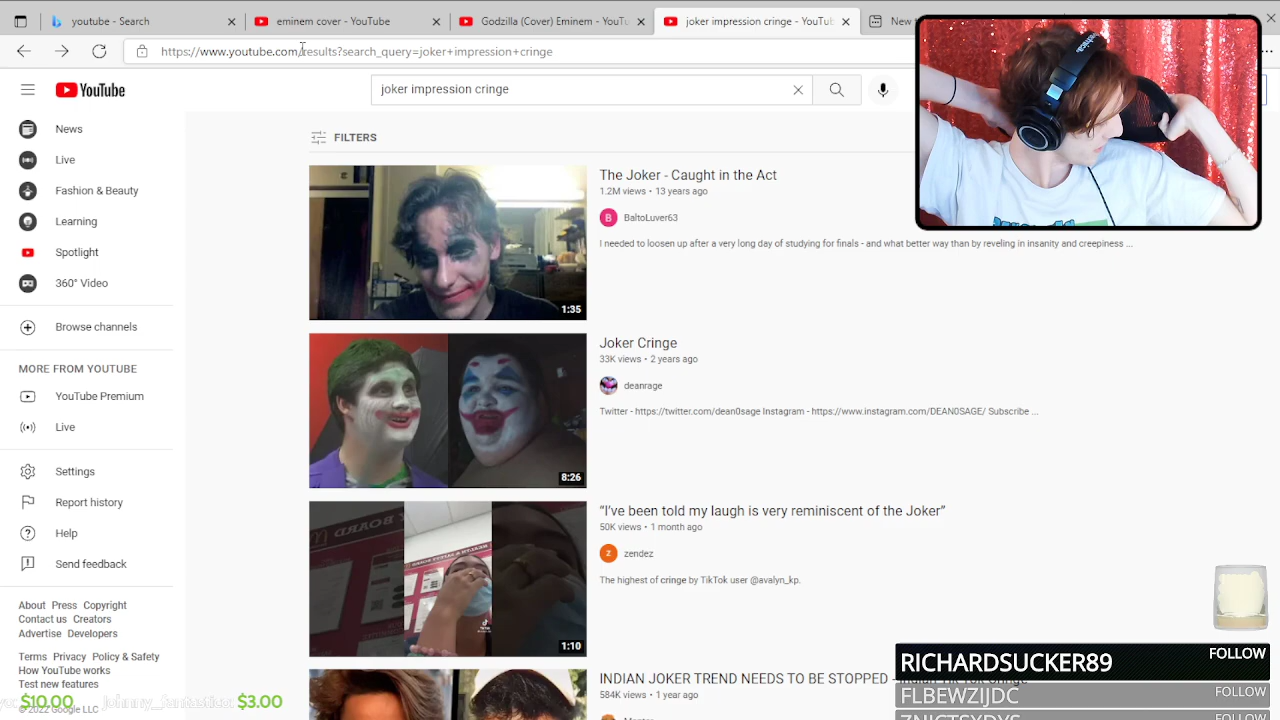 youtube - Search
eminem cover - YouTube
Godzilla (Cover) Eminem - YouTu
joker impression cringe - YouTub
New
https://www.youtube.com/results?search_query=joker+impression+cringe
YouTube
joker impression cringe
News
Live
Fashion & Beauty
Learning
Spotlight
360° Video
Browse channels
MORE FROM YOUTUBE
YouTube Premium
Live
Settings
Report history
Help
Send feedback
About Press Copyright
Contact us Creators
Advertise Developers
Terms Privacy Policy & Safety
How YouTube works
Test new features
© 2022 Google LLC
FILTERS
The Joker - Caught in the Act
1.2M views • 13 years ago
B BaltoLuver63
I needed to loosen up after a very long day of studying for finals - and what better way than by reveling in insanity and creepiness ...
1:35
Joker Cringe
33K views • 2 years ago
deanrage
Twitter - https://twitter.com/dean0sage Instagram - https://www.instagram.com/DEAN0SAGE/ Subscribe ...
8:26
“I’ve been told my laugh is very reminiscent of the Joker”
50K views • 1 month ago
Z zendez
The highest of cringe by TikTok user @avalyn_kp.
1:10
INDIAN JOKER TREND NEEDS TO BE STOPPED -
584K views • 1 year ago
RICHARDSUCKER89 FOLLOW
FLBEWZIJDC FOLLOW
$10.00 johnny_fantastico $3.00